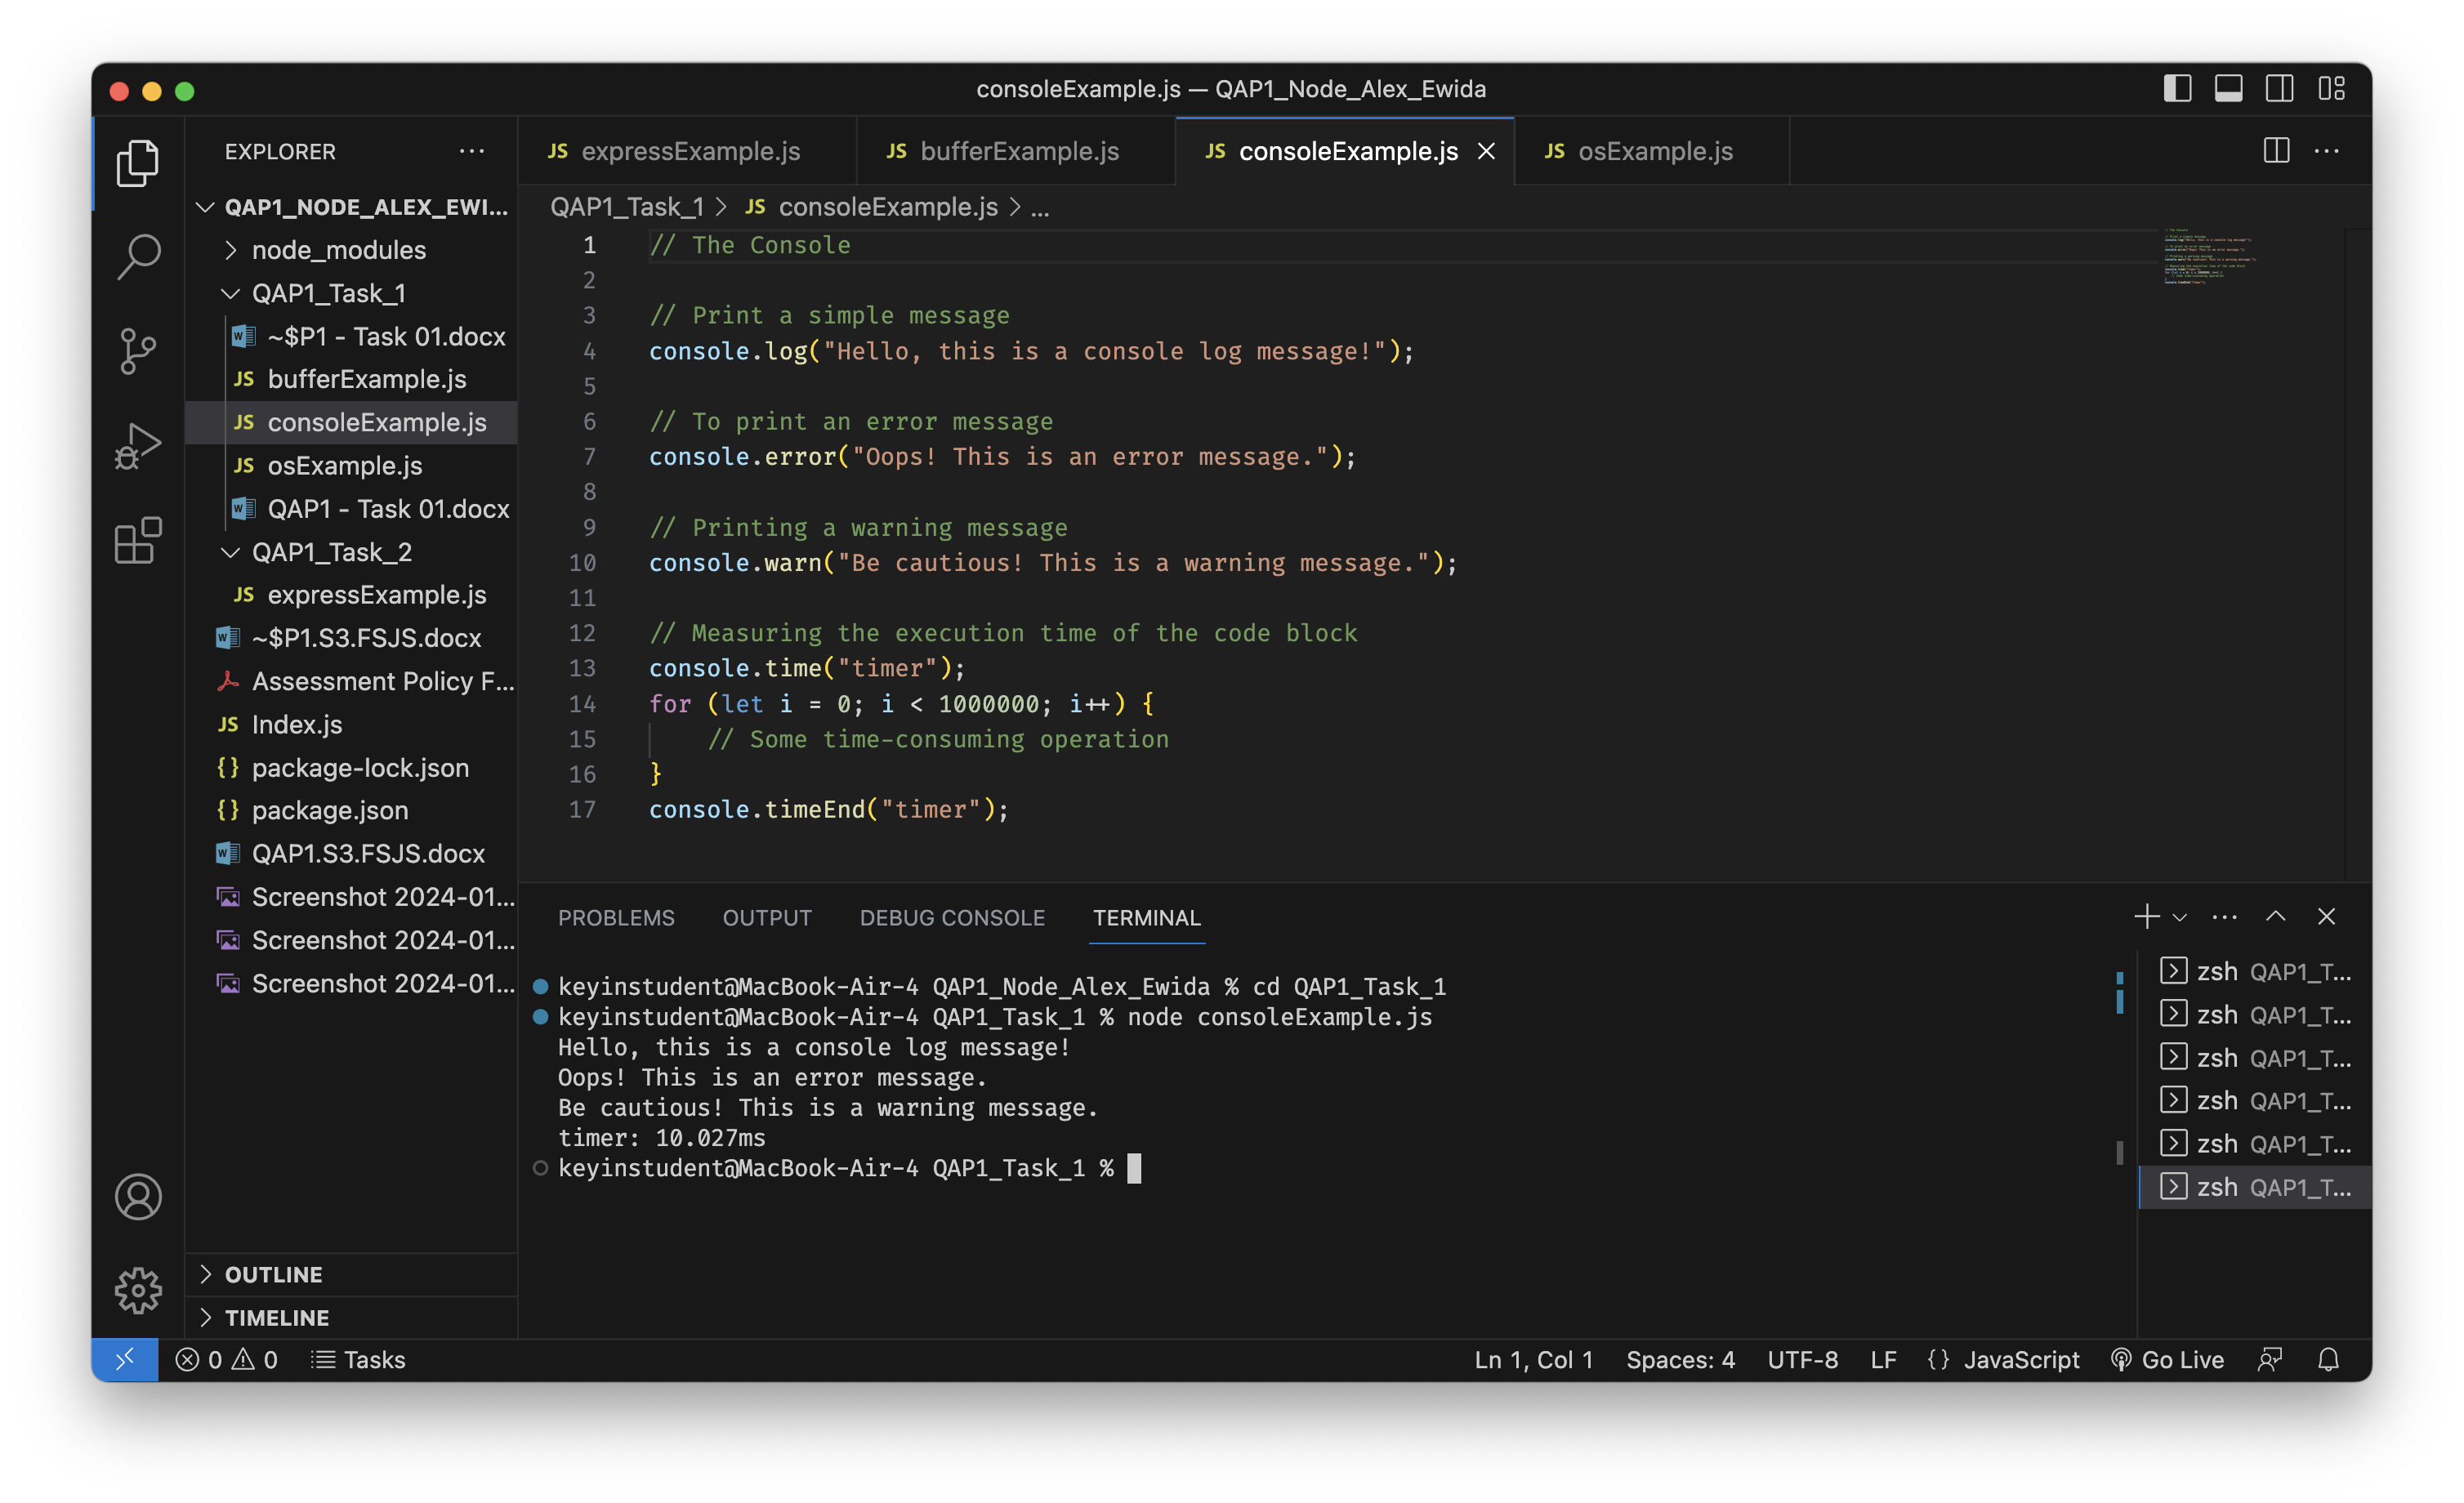 consoleExample.js — QAP1_Node_Alex_Ewida
EXPLORER
QAP1_NODE_ALEX_EWI...
node_modules
QAP1_Task_1
~$P1 - Task 01.docx
JS bufferExample.js
JS consoleExample.js
JS osExample.js
QAP1 - Task 01.docx
QAP1_Task_2
JS expressExample.js
~$P1.S3.FSJS.docx
Assessment Policy F...
JS Index.js
{} package-lock.json
{} package.json
QAP1.S3.FSJS.docx
Screenshot 2024-01...
Screenshot 2024-01...
Screenshot 2024-01...
OUTLINE
TIMELINE
JS expressExample.js JS bufferExample.js JS consoleExample.js JS osExample.js
QAP1_Task_1 > JS consoleExample.js > ...
1 // The Console
2
3 // Print a simple message
4 console.log("Hello, this is a console log message!");
5
6 // To print an error message
7 console.error("Oops! This is an error message.");
8
9 // Printing a warning message
10 console.warn("Be cautious! This is a warning message.");
11
12 // Measuring the execution time of the code block
13 console.time("timer");
14 for (let i = 0; i < 1000000; i++) {
15 // Some time-consuming operation
16 }
17 console.timeEnd("timer");
PROBLEMS OUTPUT DEBUG CONSOLE TERMINAL
keyinstudent@MacBook-Air-4 QAP1_Node_Alex_Ewida % cd QAP1_Task_1
keyinstudent@MacBook-Air-4 QAP1_Task_1 % node consoleExample.js
Hello, this is a console log message!
Oops! This is an error message.
Be cautious! This is a warning message.
timer: 10.027ms
keyinstudent@MacBook-Air-4 QAP1_Task_1 %
zsh QAP1_T...
zsh QAP1_T...
zsh QAP1_T...
zsh QAP1_T...
zsh QAP1_T...
zsh QAP1_T...
0 0 Tasks Ln 1, Col 1 Spaces: 4 UTF-8 LF {} JavaScript Go Live